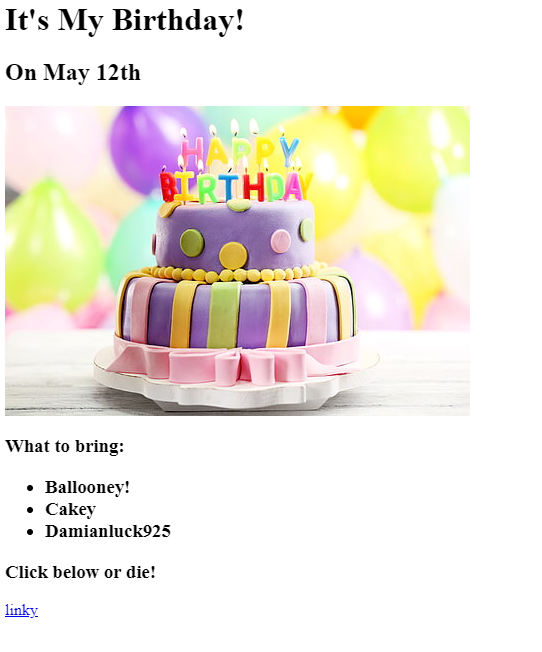 It's My Birthday!
On May 12th
HAPPY
BIRTHDAY
What to bring:
Ballooney!
Cakey
Damianluck925
Click below or die!
linky